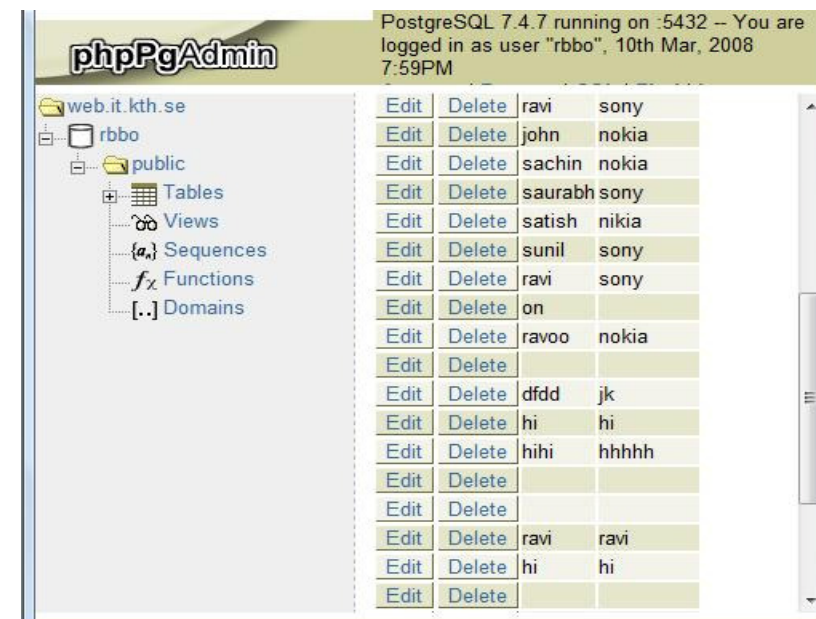 phpPgAdmin
PostgreSQL 7.4.7 running on :5432 -- You are
logged in as user "rbbo", 10th Mar, 2008
7:59PM
web.it.kth.se
rbbo
public
Tables
Views
{aₙ} Sequences
fχ Functions
[..] Domains
Edit Delete ravi sony
Edit Delete john nokia
Edit Delete sachin nokia
Edit Delete saurabh sony
Edit Delete satish nikia
Edit Delete sunil sony
Edit Delete ravi sony
Edit Delete on
Edit Delete ravoo nokia
Edit Delete
Edit Delete dfdd jk
Edit Delete hi hi
Edit Delete hihi hhhhh
Edit Delete
Edit Delete
Edit Delete ravi ravi
Edit Delete hi hi
Edit Delete